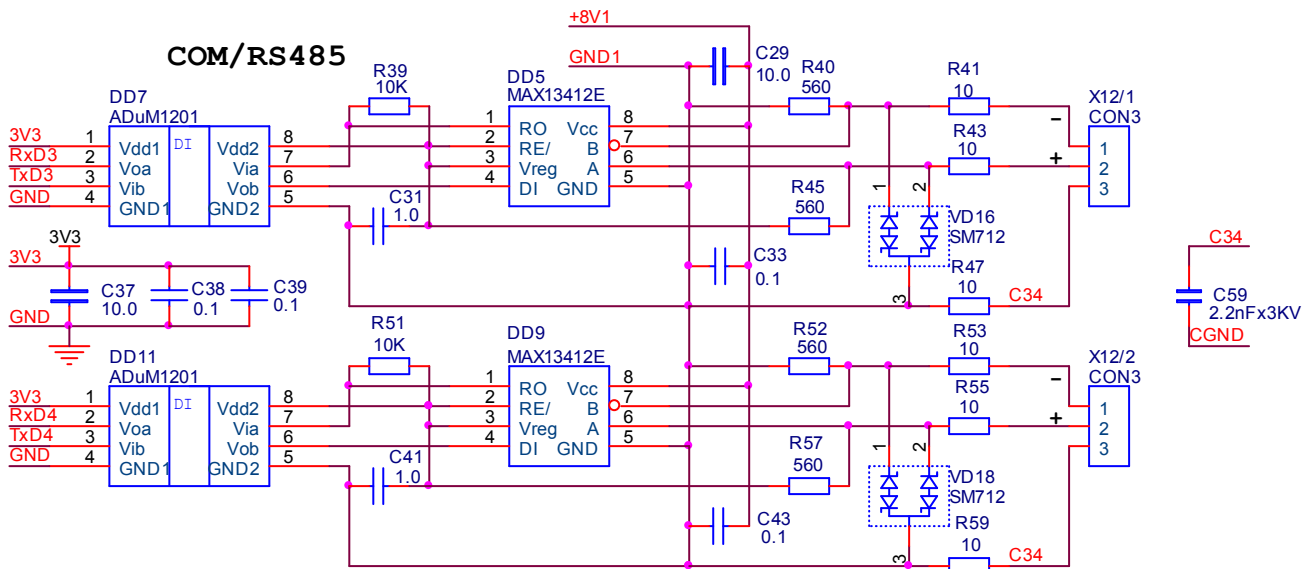 +8V1
COM/RS485
GND1
C29
10.0
R39
10K
DD5
MAX13412E
R40
560
R41
10
X12/1
CON3
DD7
ADuM1201
3V3
1
Vdd1
DI
Vdd2
8
1
RO
Vcc
8
-
RxD3
2
Voa
Via
7
2
RE/
B
7
R43
10
1
TxD3
3
Vib
Vob
6
3
Vreg
A
6
+
2
GND
4
GND1
GND2
5
4
DI
GND
5
3
C31
1.0
R45
560
1
2
VD16
SM712
3V3
3V3
C33
0.1
C34
C37
10.0
C38
0.1
C39
0.1
R47
10
3
C34
C59
2.2nFx3KV
GND
CGND
R51
10K
DD9
MAX13412E
R52
560
R53
10
X12/2
CON3
DD11
ADuM1201
3V3
1
Vdd1
DI
Vdd2
8
1
RO
Vcc
8
-
RxD4
2
Voa
Via
7
2
RE/
B
7
R55
10
1
TxD4
3
Vib
Vob
6
3
Vreg
A
6
+
2
GND
4
GND1
GND2
5
4
DI
GND
5
3
C41
1.0
R57
560
1
2
VD18
SM712
C43
0.1
R59
10
3
C34